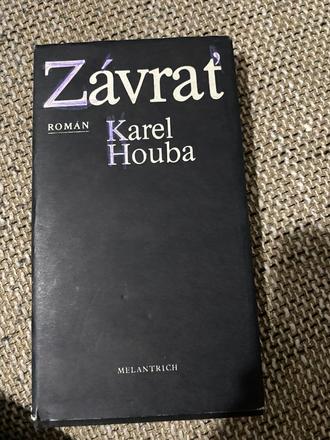 Závrať
ROMÁN
Karel
Houba
MELANTRICH